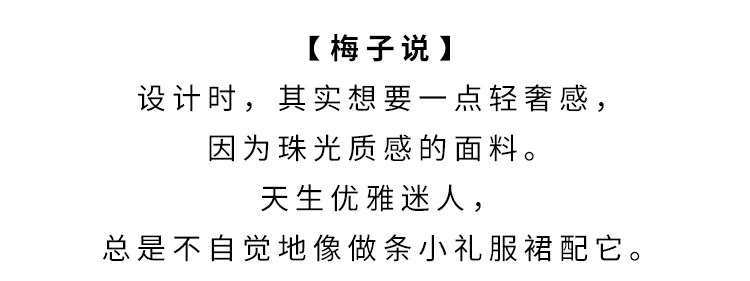 【梅子说】
设计时，其实想要一点轻奢感，
因为珠光质感的面料。
天生优雅迷人，
总是不自觉地像做条小礼服裙配它。